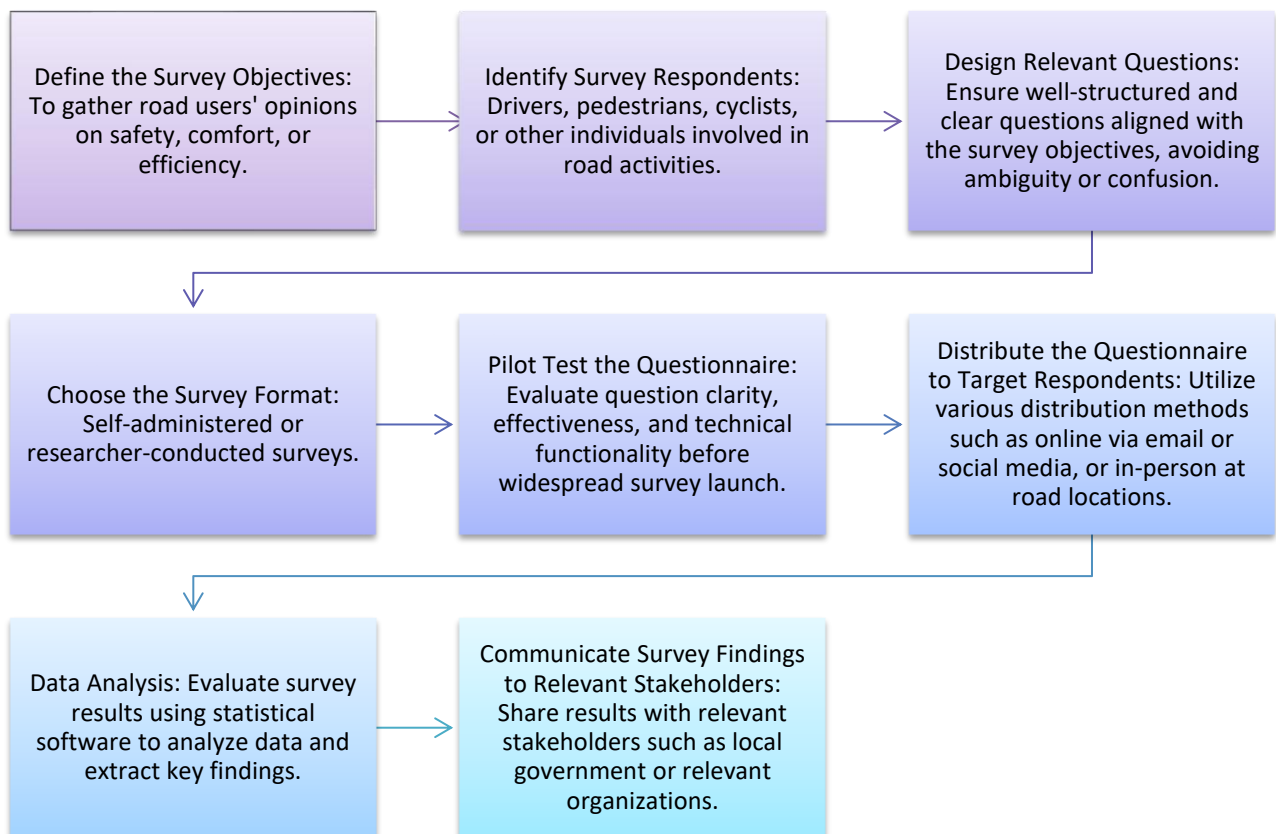 Define the Survey Objectives:
To gather road users' opinions
on safety, comfort, or
efficiency.
Identify Survey Respondents:
Drivers, pedestrians, cyclists,
or other individuals involved in
road activities.
Design Relevant Questions:
Ensure well-structured and
clear questions aligned with
the survey objectives, avoiding
ambiguity or confusion.
Choose the Survey Format:
Self-administered or
researcher-conducted surveys.
Pilot Test the Questionnaire:
Evaluate question clarity,
effectiveness, and technical
functionality before
widespread survey launch.
Distribute the Questionnaire
to Target Respondents: Utilize
various distribution methods
such as online via email or
social media, or in-person at
road locations.
Data Analysis: Evaluate survey
results using statistical
software to analyze data and
extract key findings.
Communicate Survey Findings
to Relevant Stakeholders:
Share results with relevant
stakeholders such as local
government or relevant
organizations.